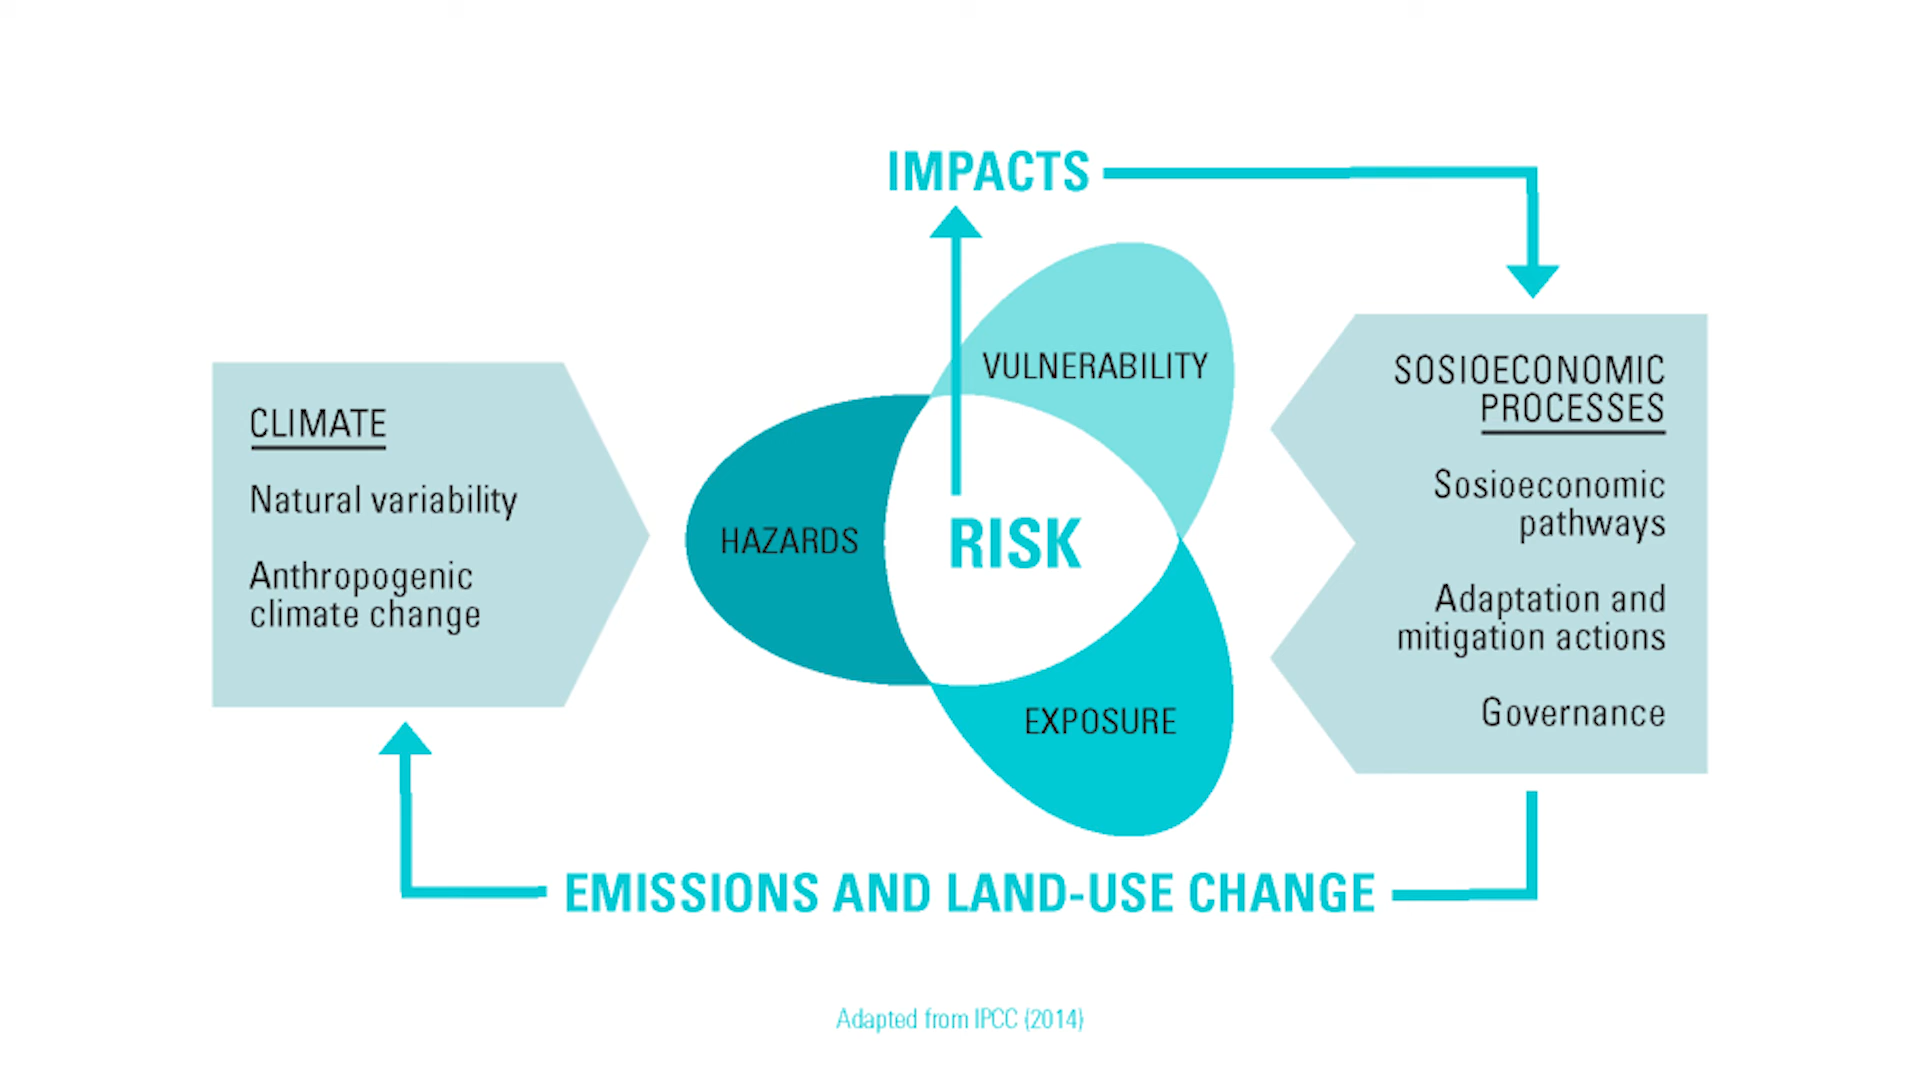 IMPACTS
VULNERABILITY
HAZARDS
RISK
EXPOSURE
CLIMATE
Natural variability
Anthropogenic
climate change
SOSIOECONOMIC
PROCESSES
Sosioeconomic
pathways
Adaptation and
mitigation actions
Governance
EMISSIONS AND LAND-USE CHANGE
Adapted from IPCC (2014)